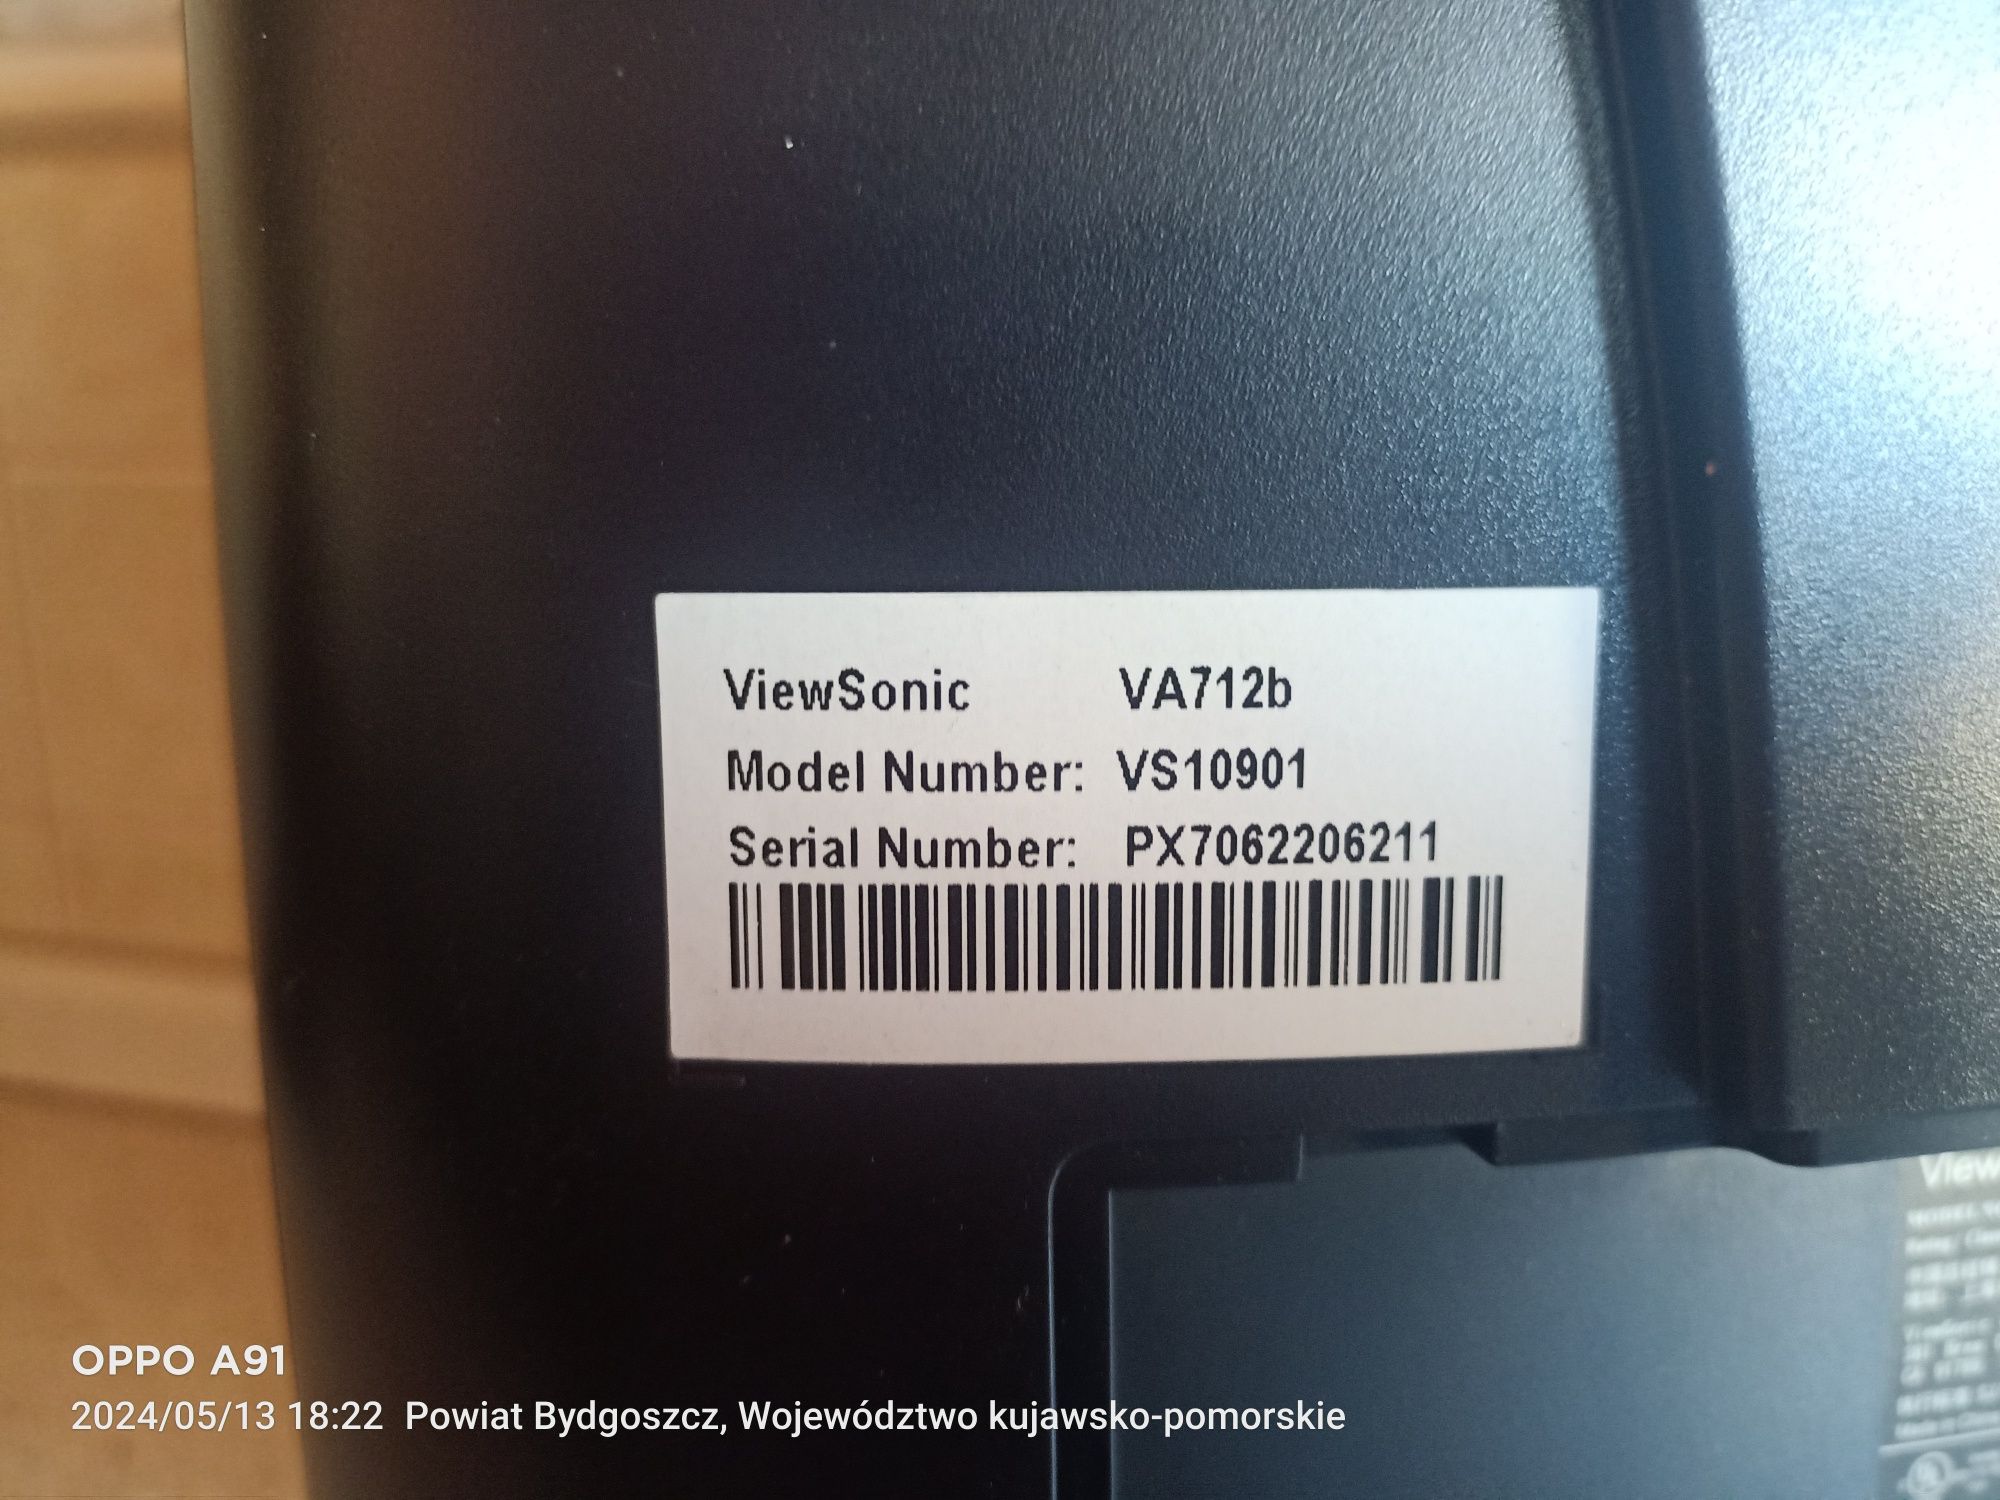 ViewSonic VA712b
Model Number: VS10901
Serial Number: PX7062206211
View
OPPO A91
2024/05/13 18:22 Powiat Bydgoszcz, Województwo kujawsko-pomorskie